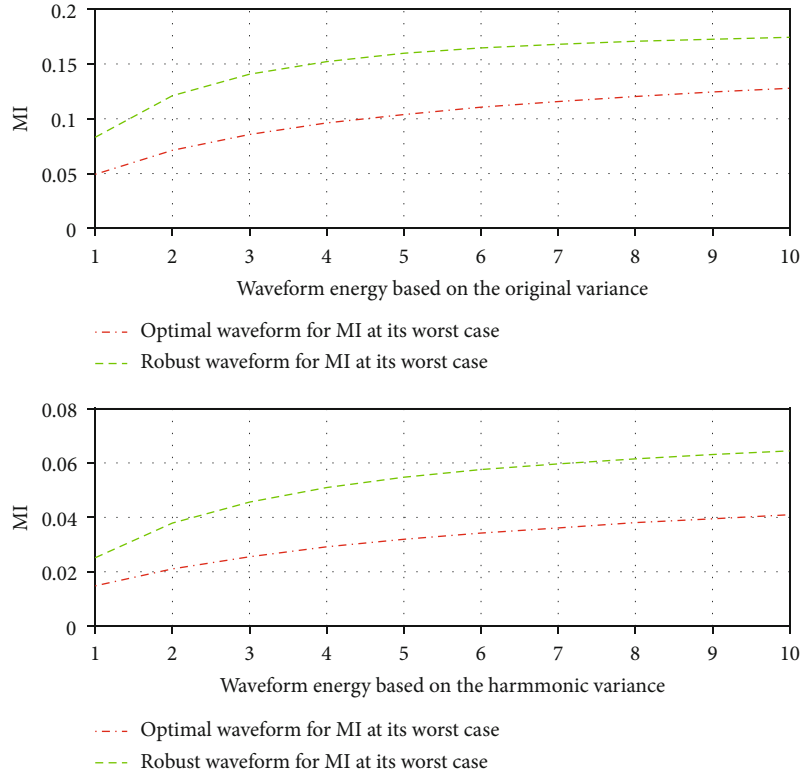 0.2
0.15
0.1
0.05
0
MI
1 2 3 4 5 6 7 8 9 10
Waveform energy based on the original variance
Optimal waveform for MI at its worst case
Robust waveform for MI at its worst case
0.08
0.06
0.04
0.02
0
MI
1 2 3 4 5 6 7 8 9 10
Waveform energy based on the harmmonic variance
Optimal waveform for MI at its worst case
Robust waveform for MI at its worst case